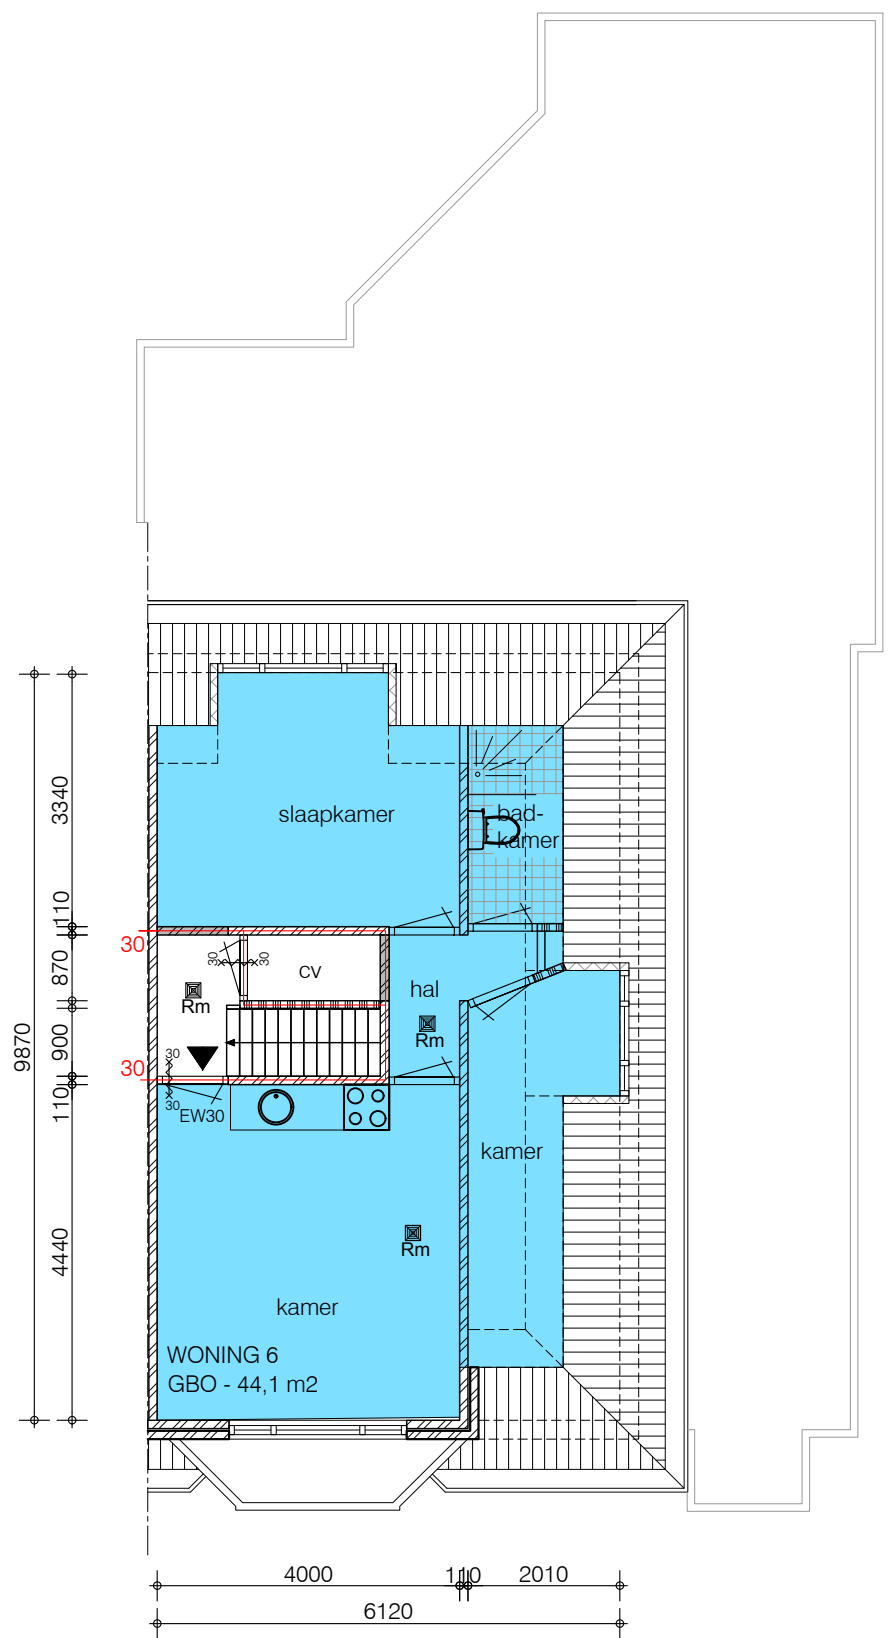 slaapkamer
bad-
kamer
3340
110
30
30
30
CV
870
hal
Rm
Rm
900
9870
30
30
110
30
EW30
kamer
Rm
4440
kamer
WONING 6
GBO - 44,1 m2
4000
110
2010
6120